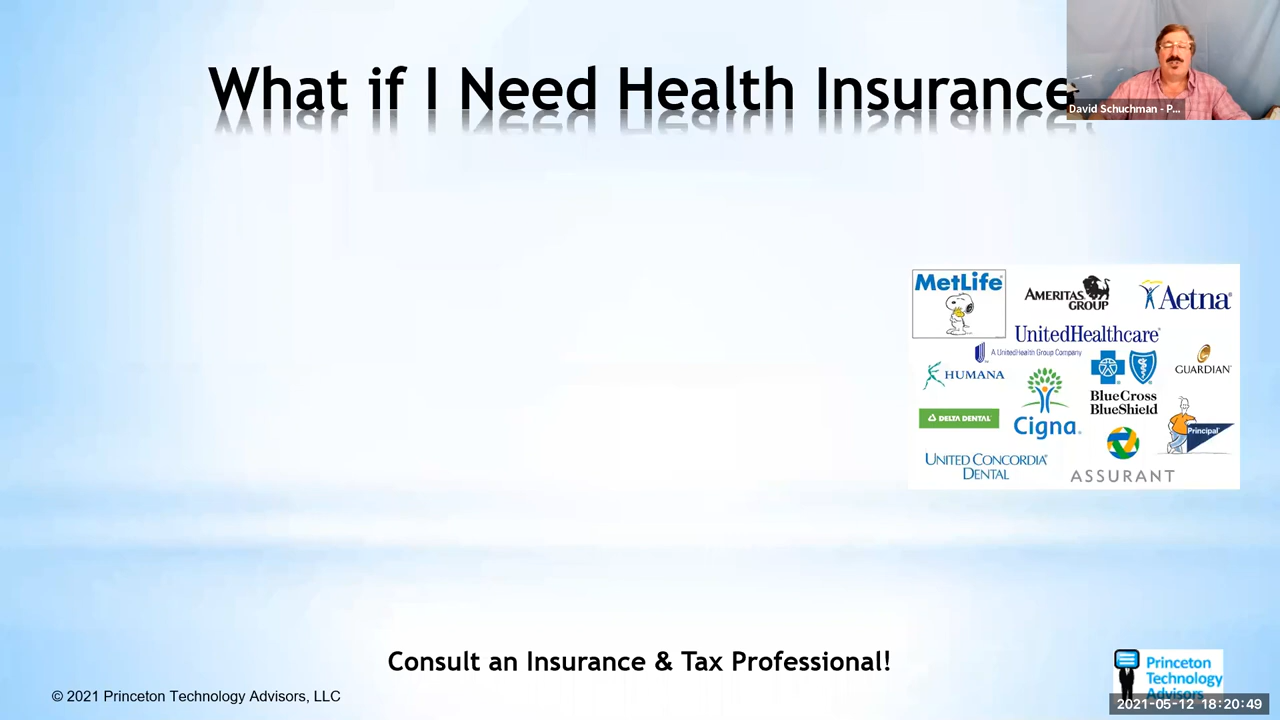 What if I Need Health Insurance
David Schuchman - P...
MetLife
AMERITAS GROUP
Aetna
UnitedHealthcare
A UnitedHealth Group Company
HUMANA
BlueCross
BlueShield
GUARDIAN
DELTA DENTAL
Cigna
Principal
UNITED CONCORDIA
DENTAL
ASSURANT
Consult an Insurance & Tax Professional!
© 2021 Princeton Technology Advisors, LLC
Princeton
Technology
Advisors
2021-05-12 18:20:49